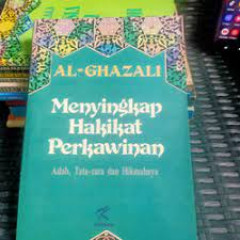 AL-GHAZALI
Menyingkap
Hakikat
Perkawinan
Adab, Tata-cara dan Hikmahnya